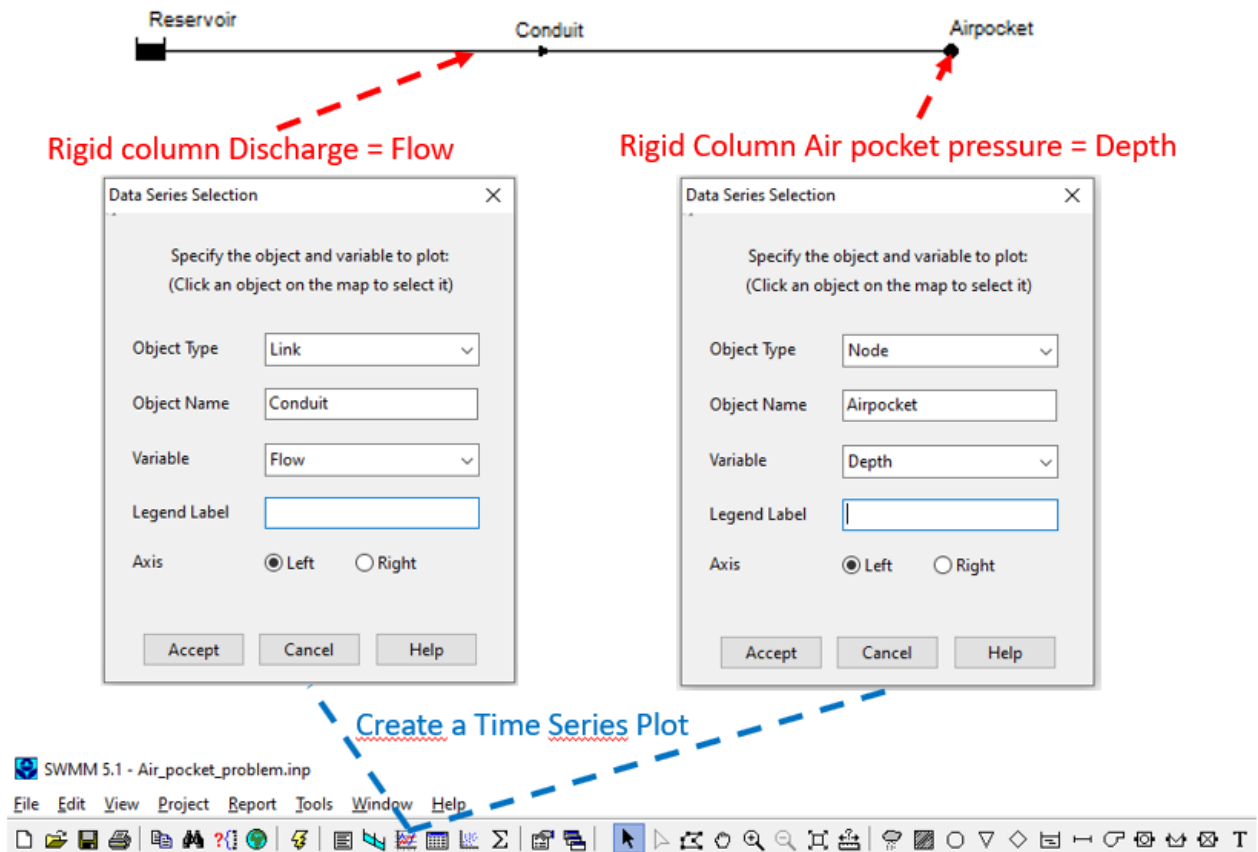 Reservoir
Conduit
Airpocket
Rigid column Discharge = Flow
Rigid Column Air pocket pressure = Depth
Data Series Selection
Specify the object and variable to plot:
(Click an object on the map to select it)
Object Type Link
Object Name Conduit
Variable Flow
Legend Label
Axis Left Right
Accept Cancel Help
Data Series Selection
Specify the object and variable to plot:
(Click an object on the map to select it)
Object Type Node
Object Name Airpocket
Variable Depth
Legend Label
Axis Left Right
Accept Cancel Help
Create a Time Series Plot
SWMM 5.1 - Air_pocket_problem.inp
File Edit View Project Report Tools Window Help
?{} Σ T